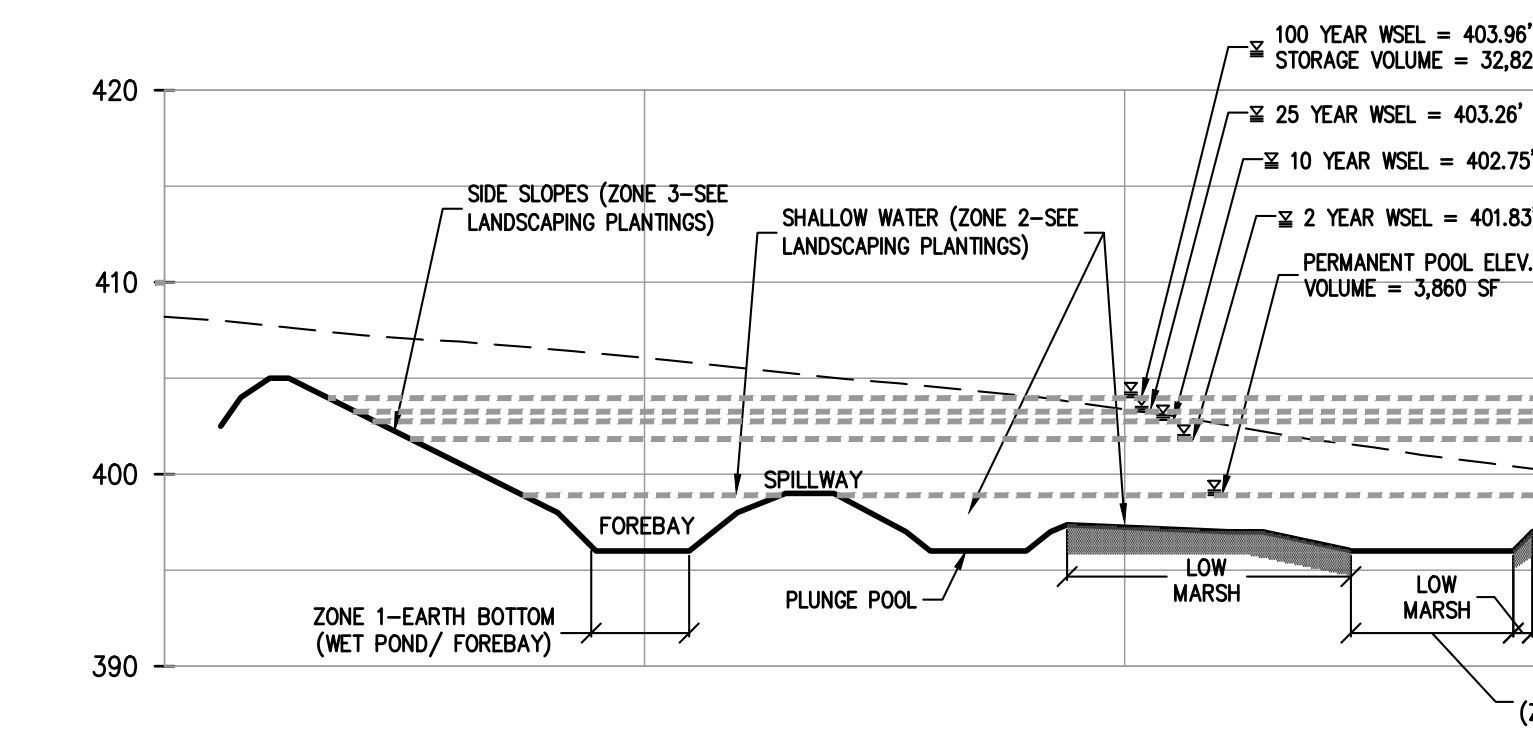 100 YEAR WSEL = 403.96'
STORAGE VOLUME = 32,82
420
25 YEAR WSEL = 403.26'
10 YEAR WSEL = 402.75'
SIDE SLOPES (ZONE 3-SEE
LANDSCAPING PLANTINGS)
SHALLOW WATER (ZONE 2-SEE
LANDSCAPING PLANTINGS)
2 YEAR WSEL = 401.83'
PERMANENT POOL ELEV.
VOLUME = 3,860 SF
410
400
SPILLWAY
FOREBAY
LOW
MARSH
LOW
MARSH
PLUNGE POOL
ZONE 1-EARTH BOTTOM
(WET POND/ FOREBAY)
390
(Z